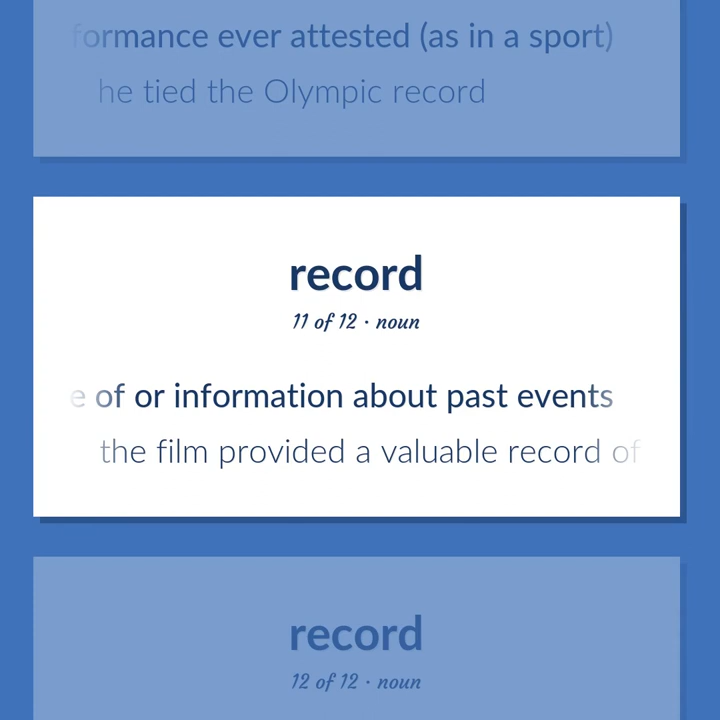 formance ever attested (as in a sport)
he tied the Olympic record
record
11 of 12 · noun
e of or information about past events
the film provided a valuable record of
record
12 of 12 · noun